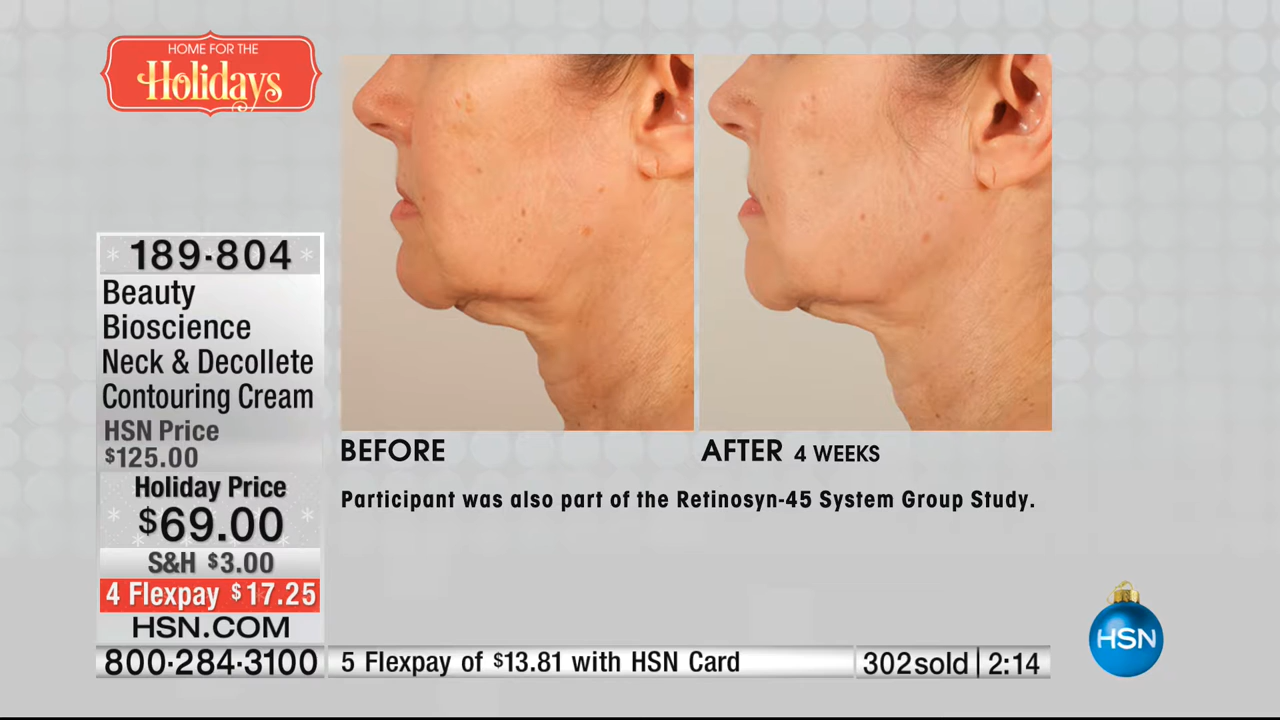 HOME FOR THE
Holidays
189·804
Beauty
Bioscience
Neck & Decollete
Contouring Cream
HSN Price
$125.00
Holiday Price
$69.00
S&H $3.00
4 Flexpay $17.25
HSN.COM
800·284·3100
BEFORE
AFTER 4 WEEKS
Participant was also part of the Retinosyn-45 System Group Study.
5 Flexpay of $13.81 with HSN Card
302 sold | 2:14
HSN